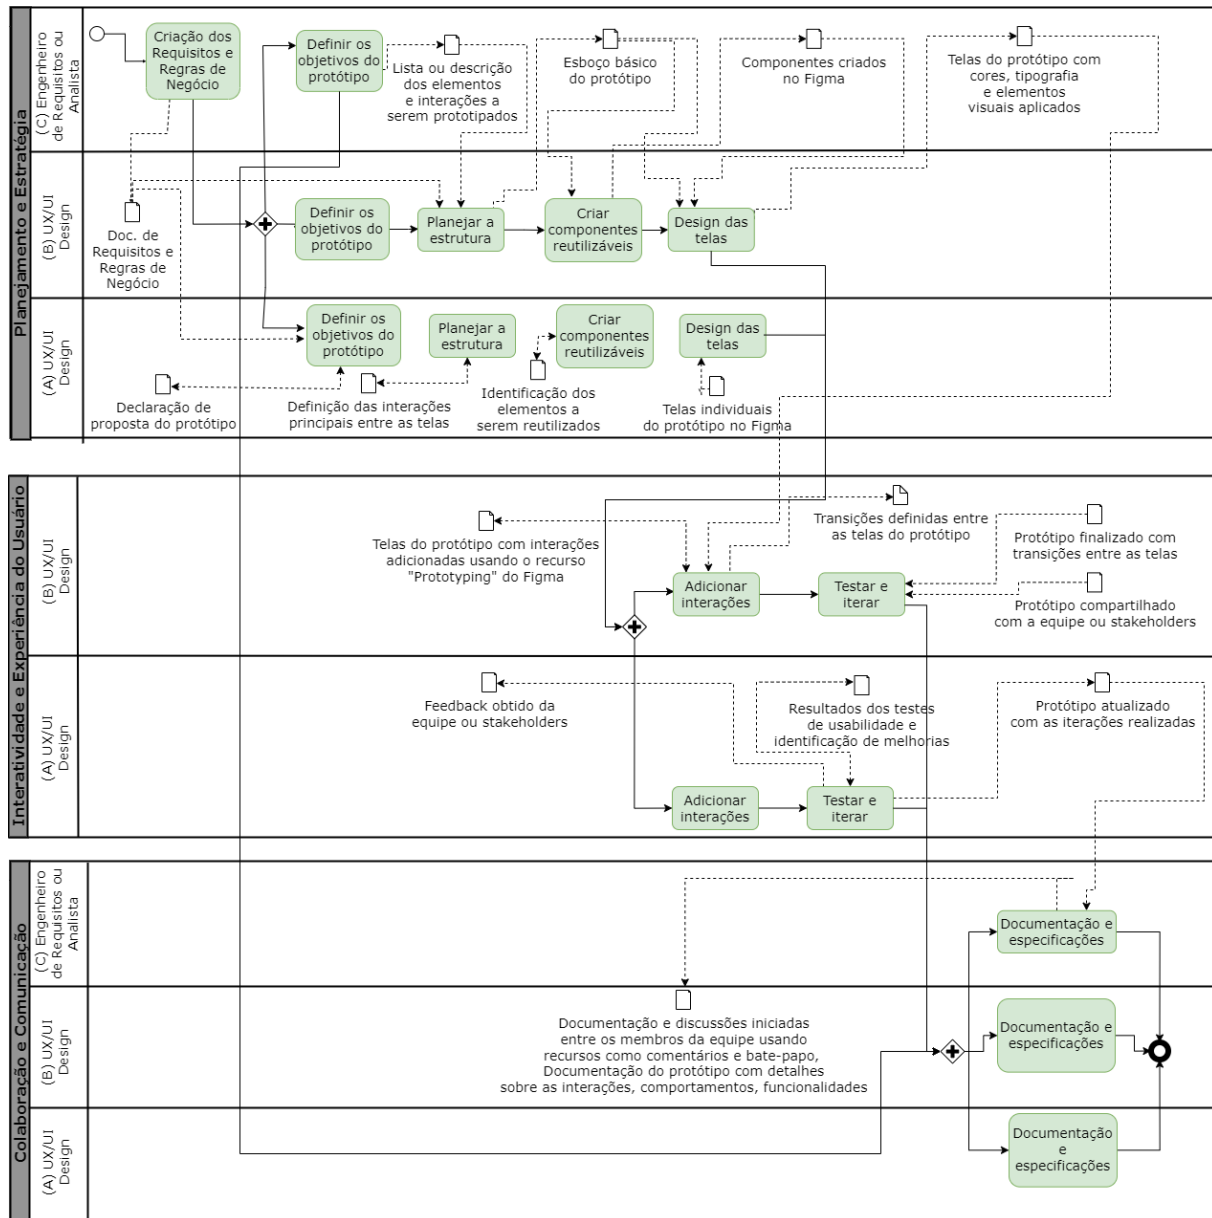 Planejamento e Estratégia
(C) Engenheiro
de Requisitos ou
Analista
Criação dos
Requisitos e
Regras de
Negócio
Definir os
objetivos do
protótipo
Lista ou descrição
dos elementos
e interações a
serem prototipados
Esboço básico
do protótipo
Componentes criados
no Figma
Telas do protótipo com
cores, tipografia
e elementos
visuais aplicados
(B) UX/UI
Design
Doc. de
Requisitos e
Regras de
Negócio
Definir os
objetivos do
protótipo
Planejar a
estrutura
Criar
componentes
reutilizáveis
Design das
telas
(A) UX/UI
Design
Definir os
objetivos do
protótipo
Planejar a
estrutura
Criar
componentes
reutilizáveis
Design das
telas
Declaração de
proposta do protótipo
Definição das interações
principais entre as telas
Identificação dos
elementos a
serem reutilizados
Telas individuais
do protótipo no Figma
Interatividade e Experiência do Usuário
(B) UX/UI
Design
Telas do protótipo com interações
adicionadas usando o recurso
"Prototyping" do Figma
Transições definidas entre
as telas do protótipo
Protótipo finalizado com
transições entre as telas
Adicionar
interações
Testar e
iterar
Protótipo compartilhado
com a equipe ou stakeholders
(A) UX/UI
Design
Feedback obtido da
equipe ou stakeholders
Resultados dos testes
de usabilidade e
identificação de melhorias
Protótipo atualizado
com as iterações realizadas
Adicionar
interações
Testar e
iterar
Colaboração e Comunicação
(C) Engenheiro
de Requisitos ou
Analista
Documentação e
especificações
(B) UX/UI
Design
Documentação e discussões iniciadas
entre os membros da equipe usando
recursos como comentários e bate-papo,
Documentação do protótipo com detalhes
sobre as interações, comportamentos, funcionalidades
Documentação e
especificações
(A) UX/UI
Design
Documentação
e
especificações